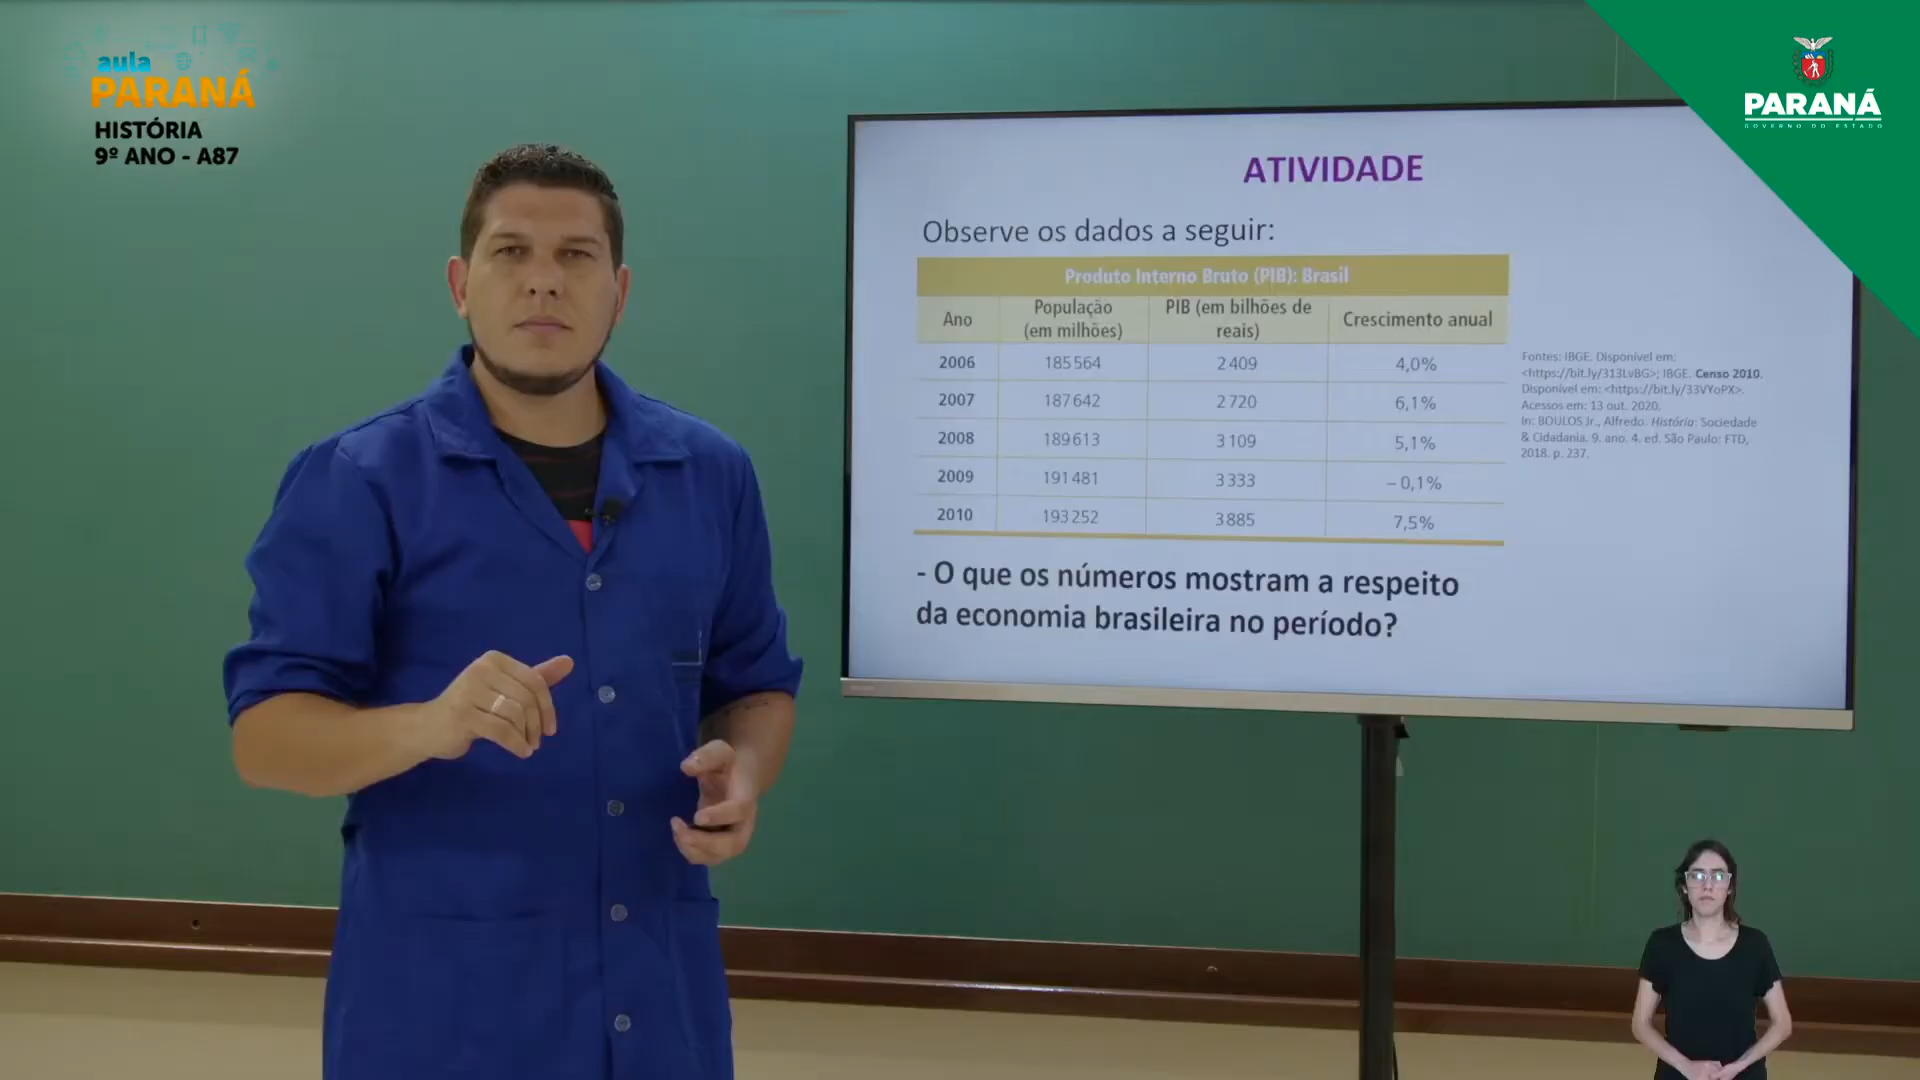 aula
PARANÁ
HISTÓRIA
9º ANO - A87
PARANÁ
GOVERNO DO ESTADO
ATIVIDADE
Observe os dados a seguir:
Produto Interno Bruto (PIB): Brasil
Ano População (em milhões) PIB (em bilhões de reais) Crescimento anual
2006 185 564 2 409 4,0%
2007 187 642 2 720 6,1%
2008 189 613 3 109 5,1%
2009 191 481 3 333 – 0,1%
2010 193 252 3 885 7,5%
Fontes: IBGE. Disponível em:
<https://bit.ly/313LvBG>; IBGE. Censo 2010.
Disponível em: <https://bit.ly/33VYoPX>.
Acessos em: 13 out. 2020.
In: BOULOS Jr., Alfredo. História: Sociedade
& Cidadania. 9. ano. 4. ed. São Paulo: FTD,
2018. p. 237.
- O que os números mostram a respeito
da economia brasileira no período?